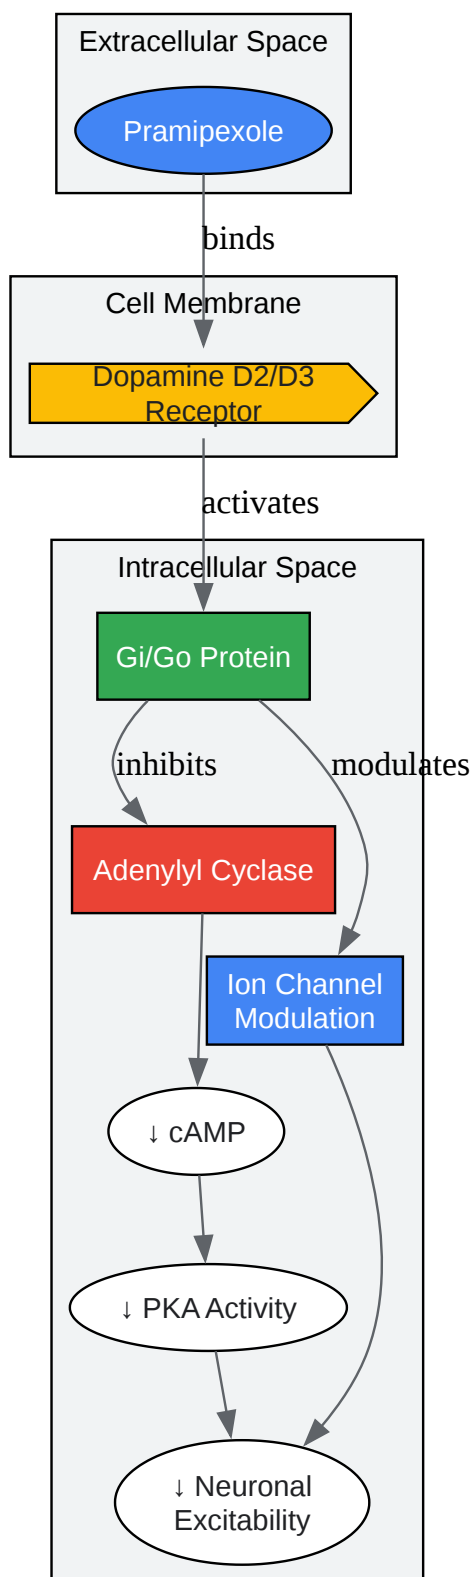 Extracellular Space
Pramipexole
binds
Cell Membrane
Dopamine D2/D3
Receptor
activates
Intracellular Space
Gi/Go Protein
inhibits
modulates
Adenylyl Cyclase
Ion Channel
Modulation
↓ cAMP
↓ PKA Activity
↓ Neuronal
Excitability